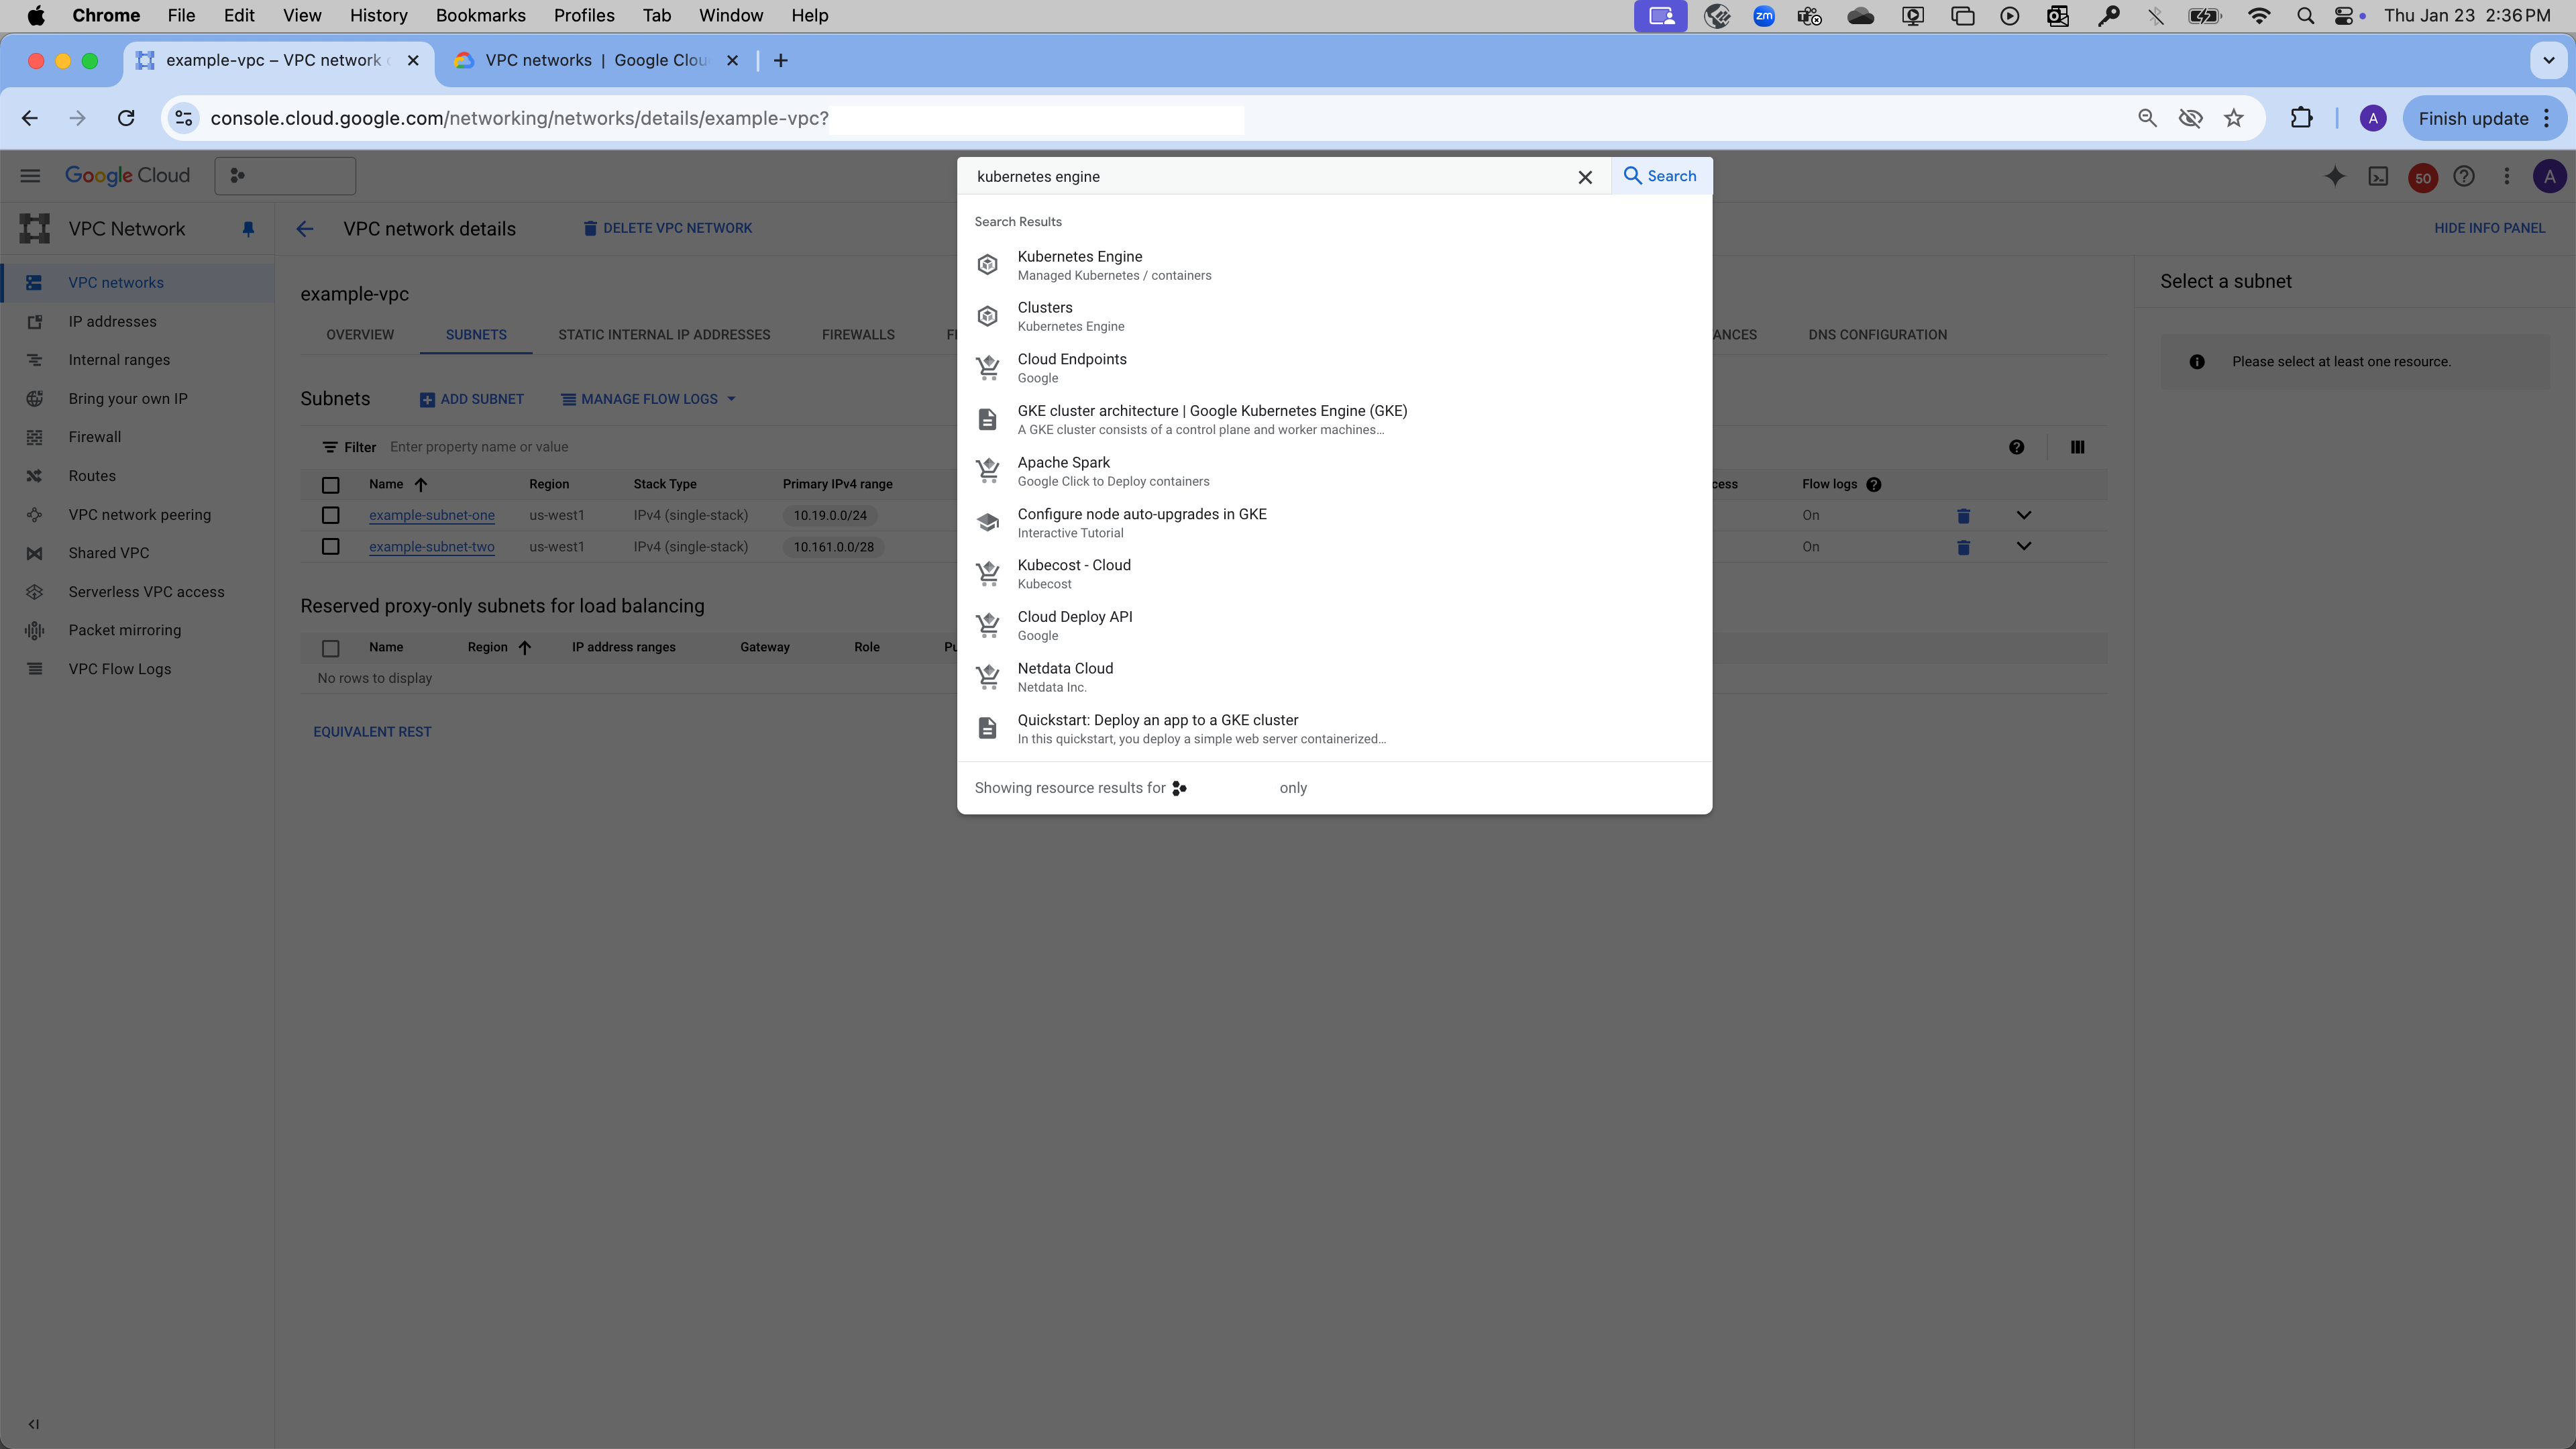 Chrome File Edit View History Bookmarks Profiles Tab Window Help zm Thu Jan 23 2:36 PM
example-vpc – VPC network VPC networks | Google Clou
console.cloud.google.com/networking/networks/details/example-vpc? A Finish update
Google Cloud kubernetes engine Search 50 A
VPC Network VPC network details DELETE VPC NETWORK HIDE INFO PANEL
VPC networks
IP addresses
Internal ranges
Bring your own IP
Firewall
Routes
VPC network peering
Shared VPC
Serverless VPC access
Packet mirroring
VPC Flow Logs
example-vpc
OVERVIEW SUBNETS STATIC INTERNAL IP ADDRESSES FIREWALLS DNS CONFIGURATION
Subnets ADD SUBNET MANAGE FLOW LOGS
Filter Enter property name or value
Name Region Stack Type Primary IPv4 range Flow logs
example-subnet-one us-west1 IPv4 (single-stack) 10.19.0.0/24 On
example-subnet-two us-west1 IPv4 (single-stack) 10.161.0.0/28 On
Reserved proxy-only subnets for load balancing
Name Region IP address ranges Gateway Role
No rows to display
EQUIVALENT REST
Search Results
Kubernetes Engine
Managed Kubernetes / containers
Clusters
Kubernetes Engine
Cloud Endpoints
Google
GKE cluster architecture | Google Kubernetes Engine (GKE)
A GKE cluster consists of a control plane and worker machines...
Apache Spark
Google Click to Deploy containers
Configure node auto-upgrades in GKE
Interactive Tutorial
Kubecost - Cloud
Kubecost
Cloud Deploy API
Google
Netdata Cloud
Netdata Inc.
Quickstart: Deploy an app to a GKE cluster
In this quickstart, you deploy a simple web server containerized...
Showing resource results for only
Select a subnet
Please select at least one resource.